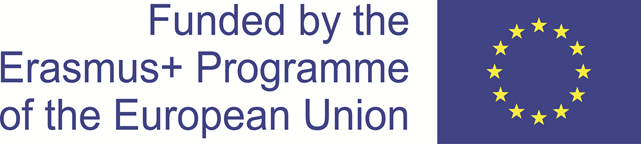 Funded by the
Erasmus+ Programme
of the European Union